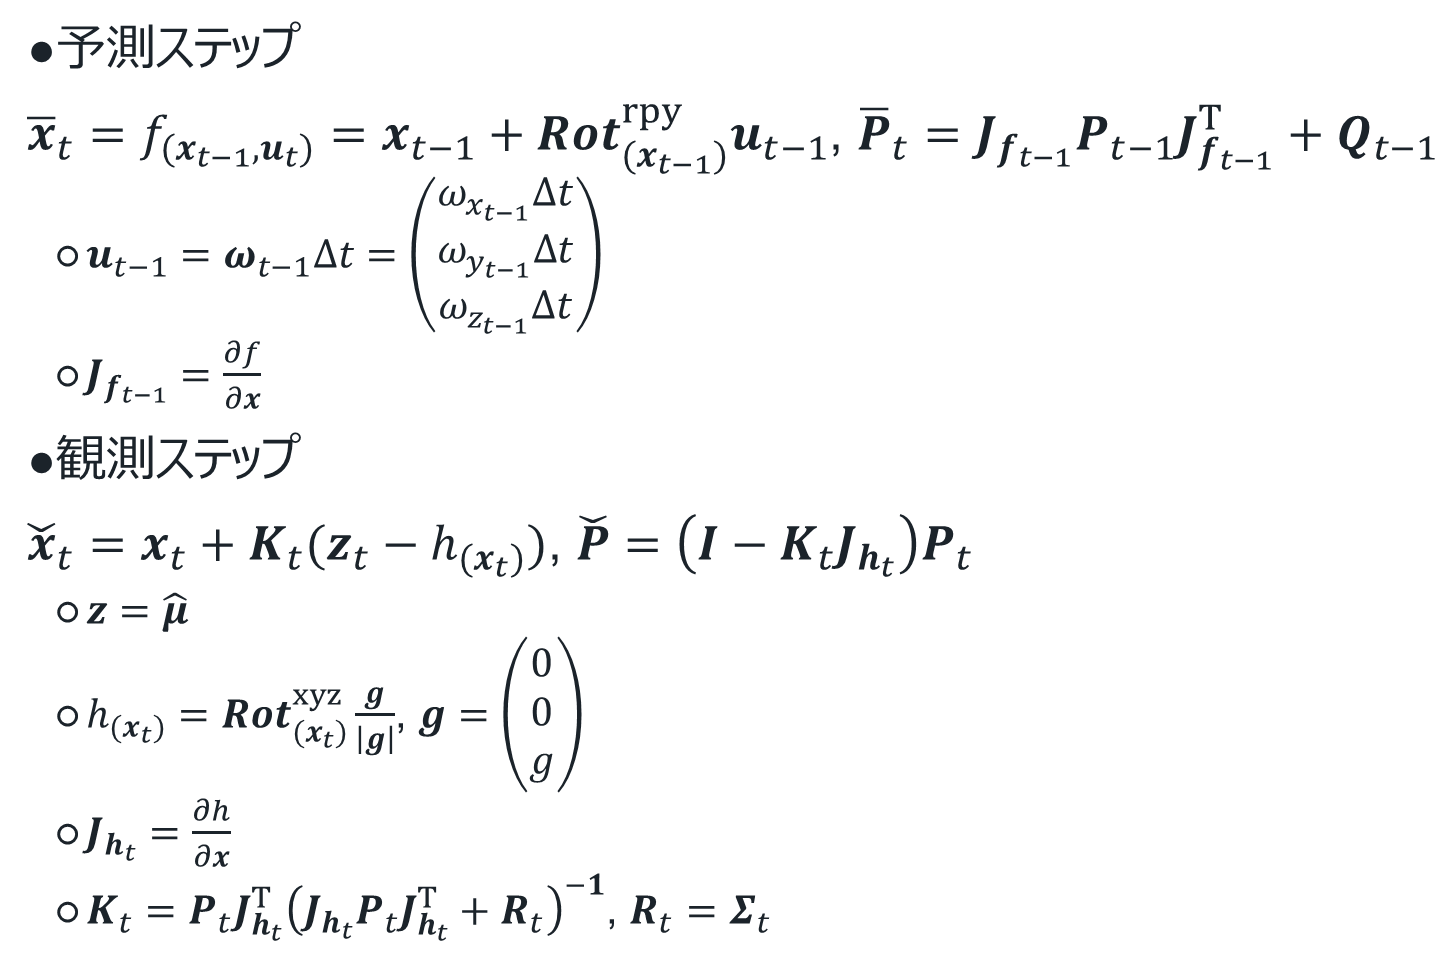 ●予測ステップ
x̅_t = f_(x_{t−1},u_t) = x_{t−1} + Rot^rpy_(x_{t−1}) u_{t−1}, P̅_t = J_{f_{t−1}} P_{t−1} J^T_{f_{t−1}} + Q_{t−1}
○u_{t−1} = ω_{t−1}Δt = (ω_{x_{t−1}}Δt ω_{y_{t−1}}Δt ω_{z_{t−1}}Δt)
○J_{f_{t−1}} = ∂f/∂x
●観測ステップ
x̌_t = x_t + K_t(z_t − h_(x_t)), P̌ = (I − K_t J_{h_t})P_t
○z = μ̂
○h_(x_t) = Rot^xyz_(x_t) g/|g|, g = (0 0 g)
○J_{h_t} = ∂h/∂x
○K_t = P_t J^T_{h_t}(J_{h_t} P_t J^T_{h_t} + R_t)^{−1}, R_t = Σ_t